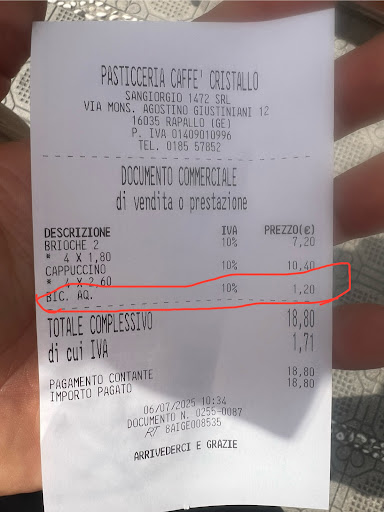 PASTICCERIA CAFFE' CRISTALLO
SANGIORGIO 1472 SRL
VIA MONS. AGOSTINO GIUSTINIANI 12
16035 RAPALLO (GE)
P. IVA 01409010996
TEL. 0185 57852
DOCUMENTO COMMERCIALE
di vendita o prestazione
DESCRIZIONE IVA PREZZO(€)
BRIOCHE 2 10% 7,20
* 4 X 1,80
CAPPUCCINO 10% 10,40
* 4 X 2,60
BIC. AQ. 10% 1,20
TOTALE COMPLESSIVO 18,80
di cui IVA 1,71
PAGAMENTO CONTANTE 18,80
IMPORTO PAGATO 18,80
06/07/2025 10:34
DOCUMENTO N. 0255-0087
RT 8AIGE008535
ARRIVEDERCI E GRAZIE